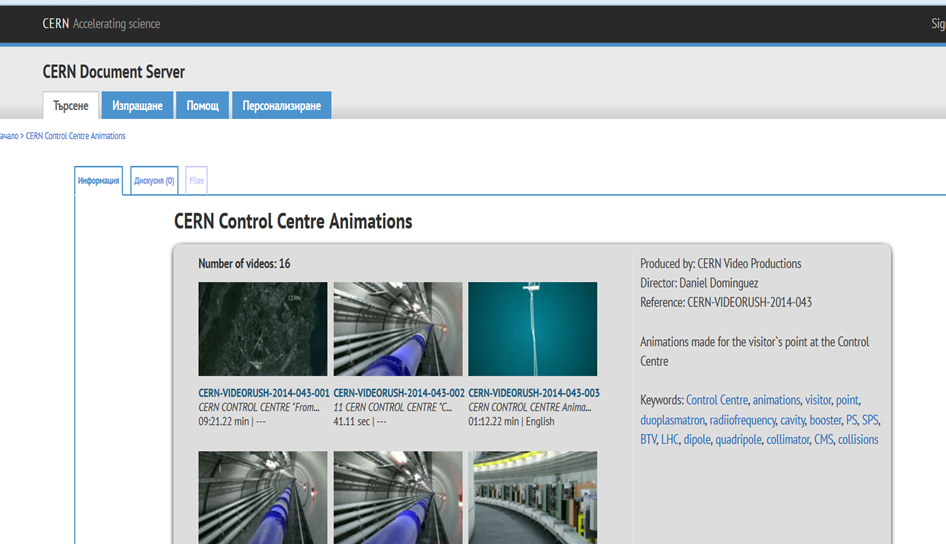 CERN Accelerating science
CERN Document Server
Търсене Изпращане Помощ Персонализиране
ачало > CERN Control Centre Animations
Информация Дискусия (0) Files
CERN Control Centre Animations
Number of videos: 16
CERN-VIDEORUSH-2014-043-001 CERN-VIDEORUSH-2014-043-002 CERN-VIDEORUSH-2014-043-003
CERN CONTROL CENTRE "From... 11 CERN CONTROL CENTRE "C... CERN CONTROL CENTRE Anima...
09:21.22 min | --- 41.11 sec | --- 01:12.22 min | English
Produced by: CERN Video Productions
Director: Daniel Dominguez
Reference: CERN-VIDEORUSH-2014-043
Animations made for the visitor`s point at the Control
Centre
Keywords: Control Centre, animations, visitor, point,
duoplasmatron, radiiofrequency, cavity, booster, PS, SPS,
BTV, LHC, dipole, quadripole, collimator, CMS, collisions